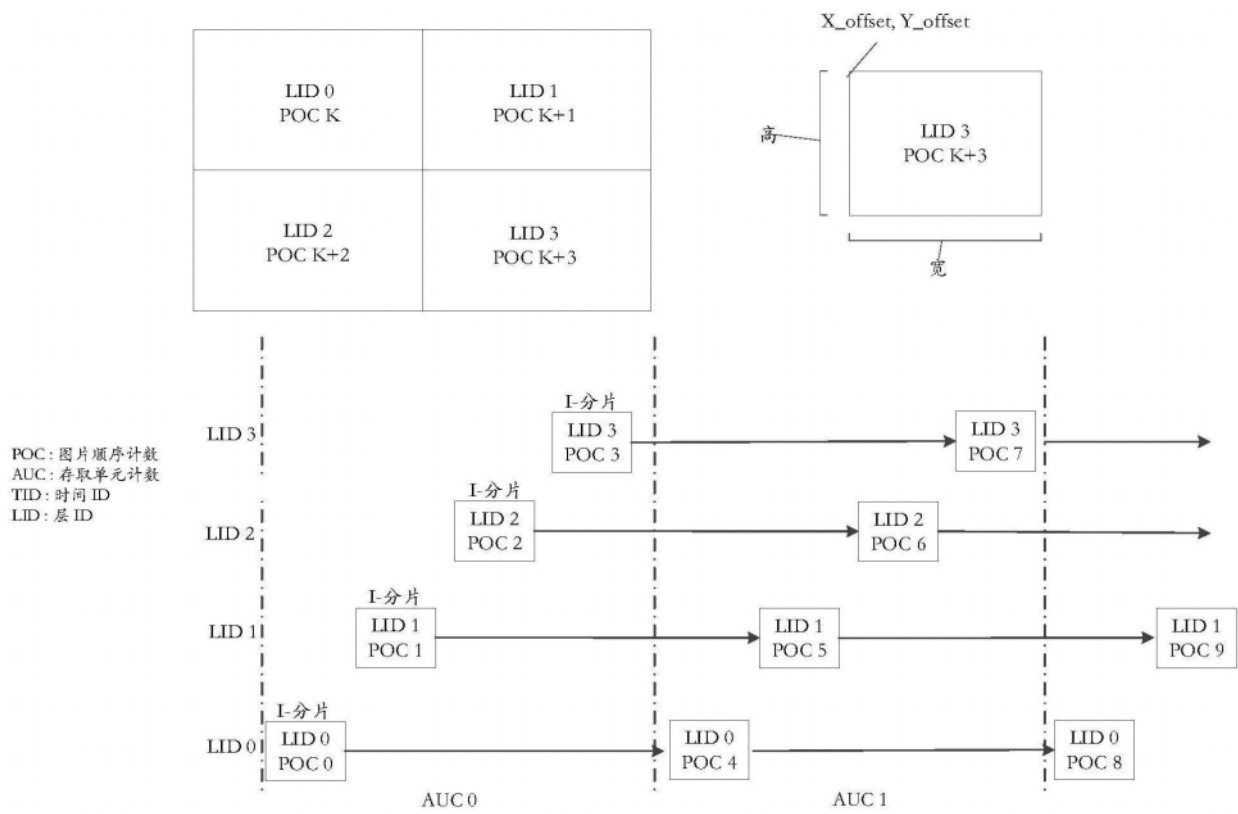 X_offset, Y_offset
LID 0
POC K
LID 1
POC K+1
LID 2
POC K+2
LID 3
POC K+3
高
LID 3
POC K+3
宽
POC : 图片顺序计数
AUC : 存取单元计数
TID : 时间 ID
LID : 层 ID
LID 3
I-分片
LID 3
POC 3
LID 3
POC 7
LID 2
I-分片
LID 2
POC 2
LID 2
POC 6
LID 1
I-分片
LID 1
POC 1
LID 1
POC 5
LID 1
POC 9
LID 0
I-分片
LID 0
POC 0
LID 0
POC 4
LID 0
POC 8
AUC 0
AUC 1